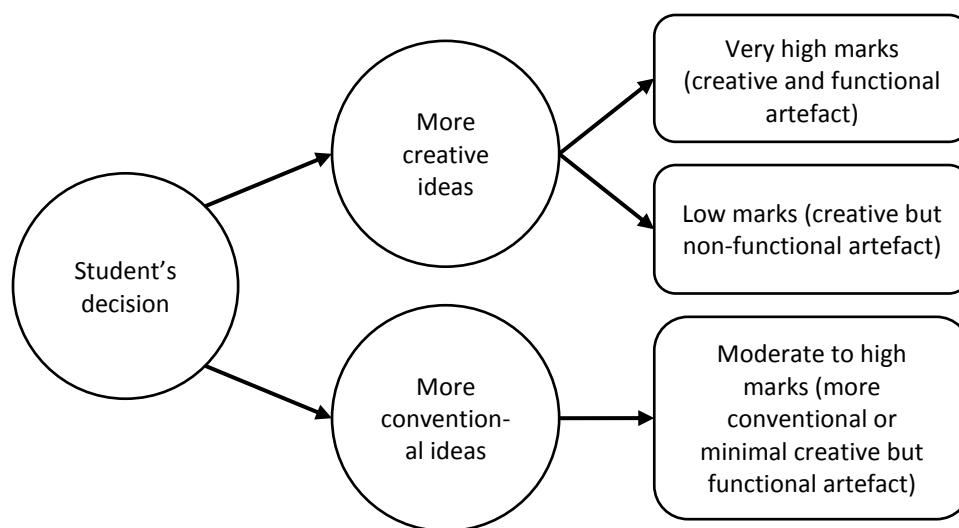 Student's
decision
More
creative
ideas
More
convention-
al ideas
Very high marks
(creative and functional
artefact)
Low marks (creative but
non-functional artefact)
Moderate to high
marks (more
conventional or
minimal creative but
functional artefact)